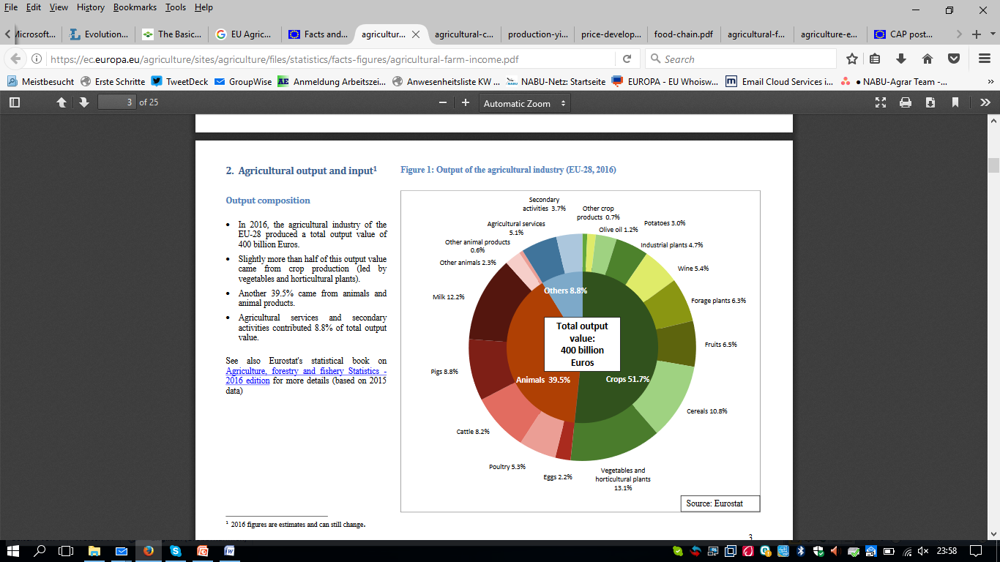 File Edit View History Bookmarks Tools Help
Microsoft... Evolution... The Basic... EU Agric... Facts and... agricultur... agricultural-c... production-yi... price-develop... food-chain.pdf agricultural-f... agriculture-e... CAP post...
https://ec.europa.eu/agriculture/sites/agriculture/files/statistics/facts-figures/agricultural-farm-income.pdf Search
Meistbesucht Erste Schritte TweetDeck GroupWise Anmeldung Arbeitszei... Anwesenheitsliste KW ... NABU-Netz: Startseite EUROPA - EU Whoisw... Email Cloud Services i... • NABU-Agrar Team -...
3 of 25 Automatic Zoom
2. Agricultural output and input¹
Output composition
• In 2016, the agricultural industry of the
EU-28 produced a total output value of
400 billion Euros.
• Slightly more than half of this output value
came from crop production (led by
vegetables and horticultural plants).
• Another 39.5% came from animals and
animal products.
• Agricultural services and secondary
activities contributed 8.8% of total output
value.
See also Eurostat's statistical book on
Agriculture, forestry and fishery Statistics -
2016 edition for more details (based on 2015
data)
Figure 1: Output of the agricultural industry (EU-28, 2016)
Secondary
activities 3.7%
Other crop
products 0.7%
Potatoes 3.0%
Agricultural services
5.1%
Olive oil 1.2%
Other animal products
0.6%
Industrial plants 4.7%
Other animals 2.3%
Wine 5.4%
Others 8.8%
Milk 12.2%
Forage plants 6.3%
Total output
value:
400 billion
Euros
Fruits 6.5%
Pigs 8.8%
Animals 39.5%
Crops 51.7%
Cereals 10.8%
Cattle 8.2%
Poultry 5.3%
Eggs 2.2%
Vegetables and
horticultural plants
13.1%
Source: Eurostat
¹ 2016 figures are estimates and can still change.
3
23:58